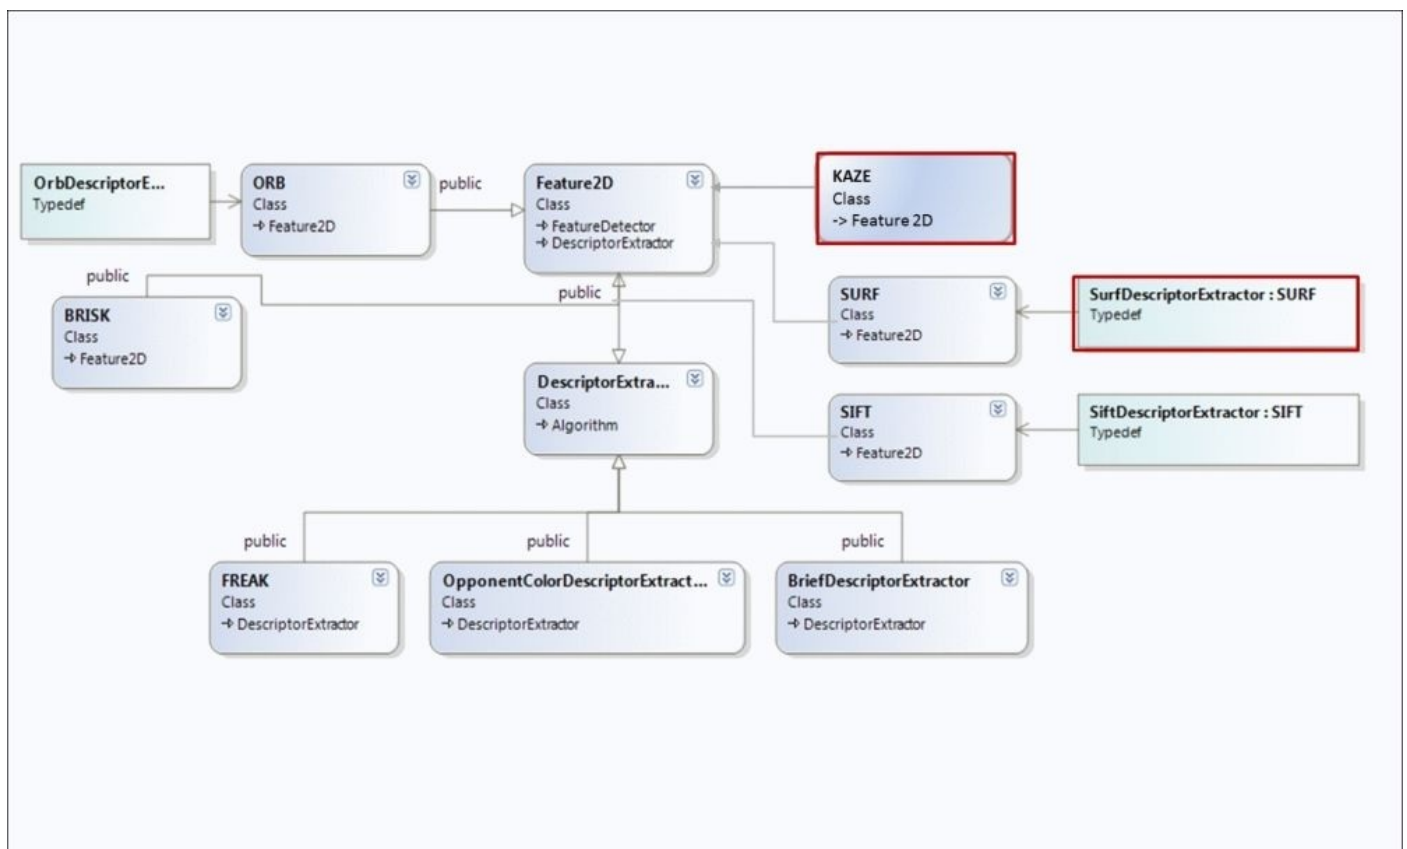 OrbDescriptorE...
Typedef
ORB
Class
Feature2D
public
Feature2D
Class
FeatureDetector
DescriptorExtractor
KAZE
Class
-> Feature 2D
public
BRISK
Class
Feature2D
public
SURF
Class
Feature2D
SurfDescriptorExtractor : SURF
Typedef
DescriptorExtra...
Class
Algorithm
SIFT
Class
Feature2D
SiftDescriptorExtractor : SIFT
Typedef
public
FREAK
Class
DescriptorExtractor
public
OpponentColorDescriptorExtract...
Class
DescriptorExtractor
public
BriefDescriptorExtractor
Class
DescriptorExtractor